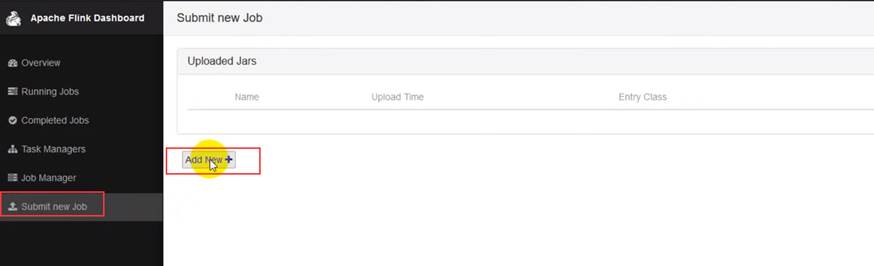 Apache Flink Dashboard
Overview
Running Jobs
Completed Jobs
Task Managers
Job Manager
Submit new Job
Submit new Job
Uploaded Jars
Name Upload Time Entry Class
Add New +